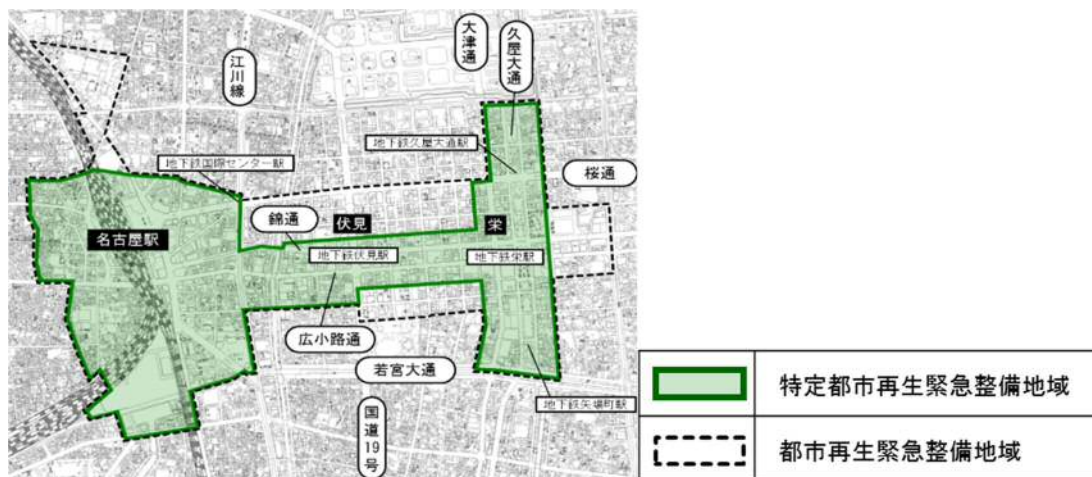 江川線
大津通
久屋大通
地下鉄久屋大通駅
地下鉄国際センター駅
桜通
錦通
伏見
栄
名古屋駅
地下鉄伏見駅
地下鉄栄駅
広小路通
若宮大通
地下鉄矢場町駅
国道19号
特定都市再生緊急整備地域
都市再生緊急整備地域